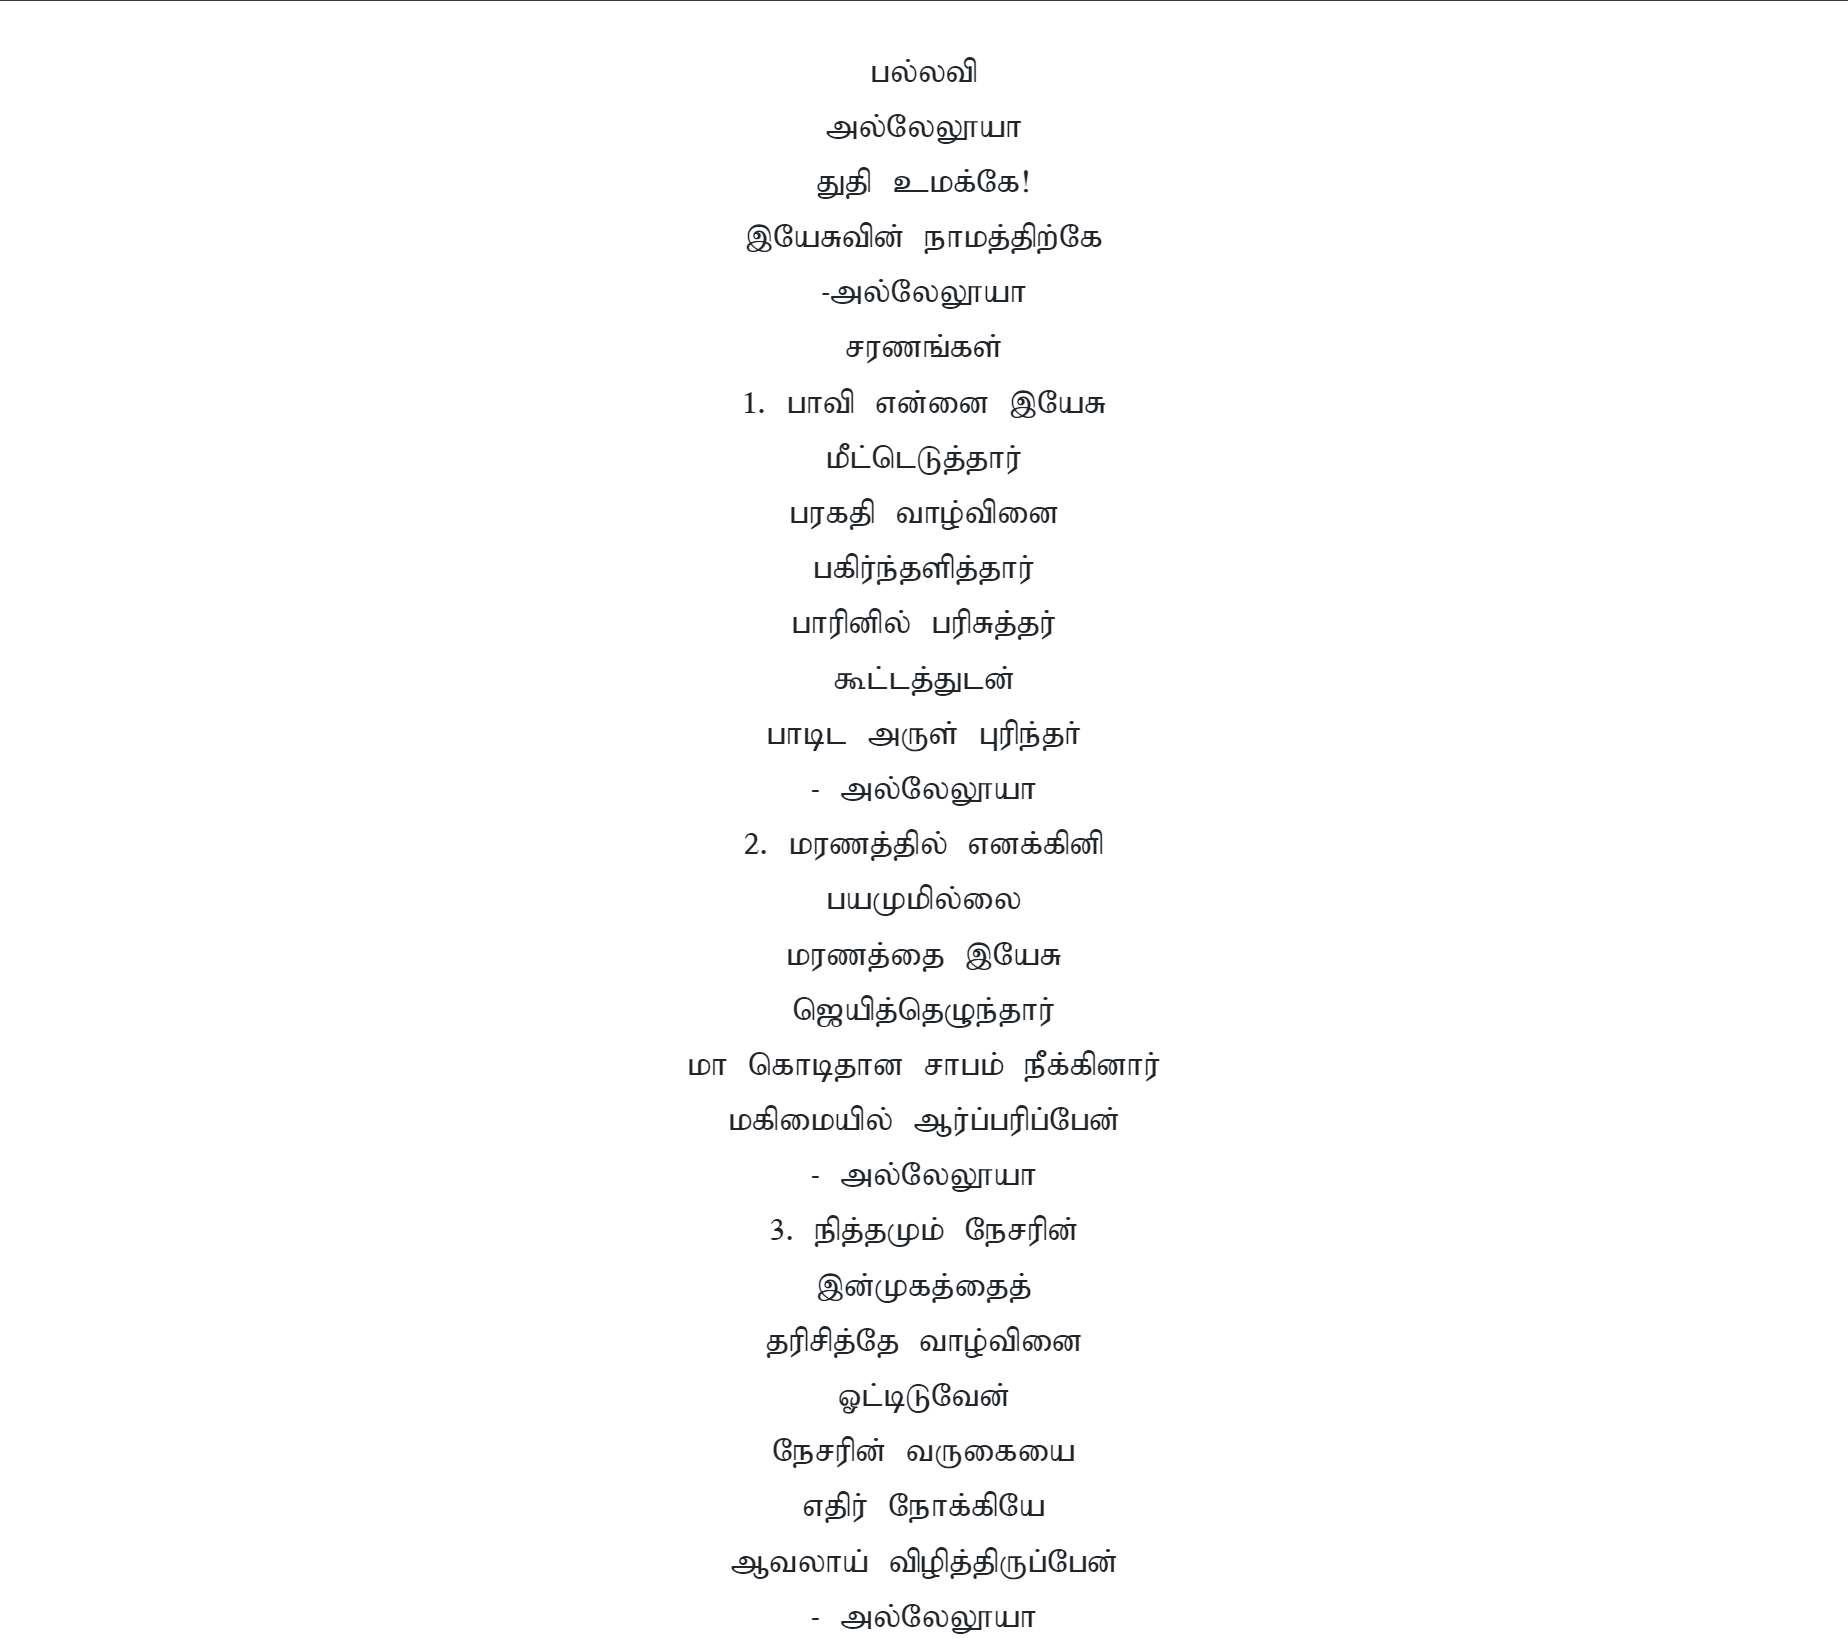 பல்லவி
அல்லேலூயா
துதி உமக்கே!
இயேசுவின் நாமத்திற்கே
-அல்லேலூயா
சரணங்கள்
1. பாவி என்னை இயேசு
மீட்டெடுத்தார்
பரகதி வாழ்வினை
பகிர்ந்தளித்தார்
பாரினில் பரிசுத்தர்
கூட்டத்துடன்
பாடிட அருள் புரிந்தர்
- அல்லேலூயா
2. மரணத்தில் எனக்கினி
பயமுமில்லை
மரணத்தை இயேசு
ஜெயித்தெழுந்தார்
மா கொடிதான சாபம் நீக்கினார்
மகிமையில் ஆர்ப்பரிப்பேன்
- அல்லேலூயா
3. நித்தமும் நேசரின்
இன்முகத்தைத்
தரிசித்தே வாழ்வினை
ஓட்டிடுவேன்
நேசரின் வருகையை
எதிர் நோக்கியே
ஆவலாய் விழித்திருப்பேன்
- அல்லேலூயா